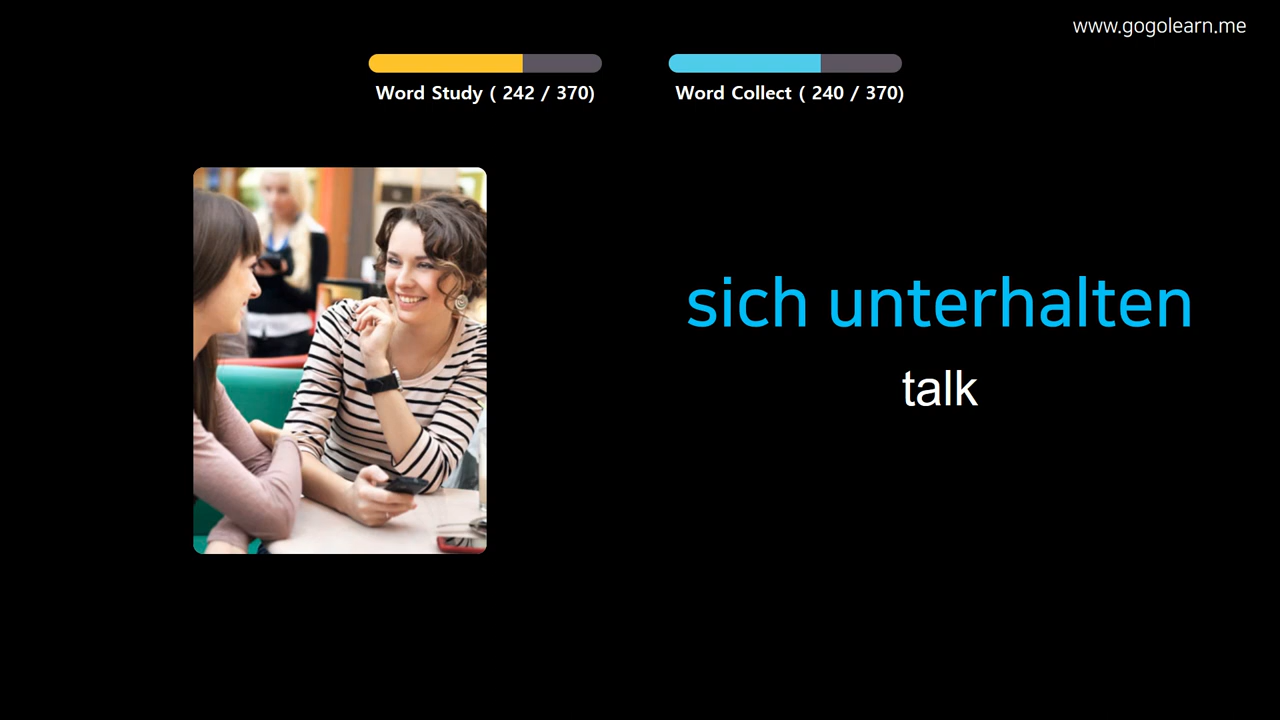 www.gogolearn.me
Word Study ( 242 / 370)
Word Collect ( 240 / 370)
sich unterhalten
talk